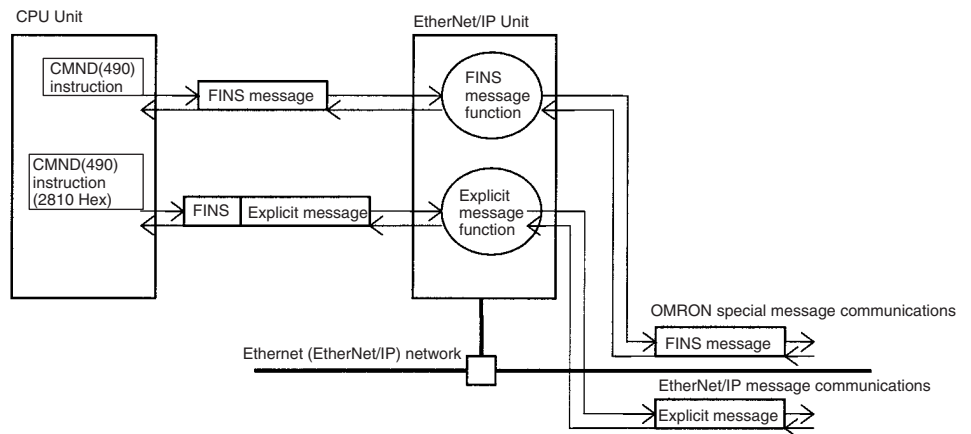 CPU Unit
EtherNet/IP Unit
CMND(490)
instruction
FINS message
FINS
message
function
CMND(490)
instruction
(2810 Hex)
FINS
Explicit message
Explicit
message
function
OMRON special message communications
FINS message
Ethernet (EtherNet/IP) network
EtherNet/IP message communications
Explicit message